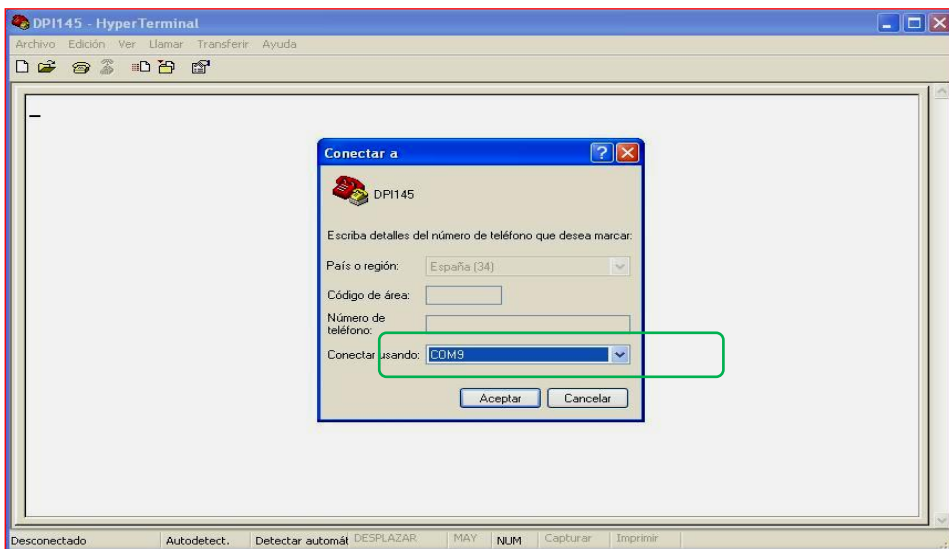 DPI145 - HyperTerminal
Archivo Edición Ver Llamar Transferir Ayuda
Conectar a
DPI145
Escriba detalles del número de teléfono que desea marcar:
País o región: España (34)
Código de área:
Número de
teléfono:
Conectar usando: COM9
Aceptar Cancelar
Desconectado Autodetect. Detectar automát DESPLAZAR MAY NUM Capturar Imprimir